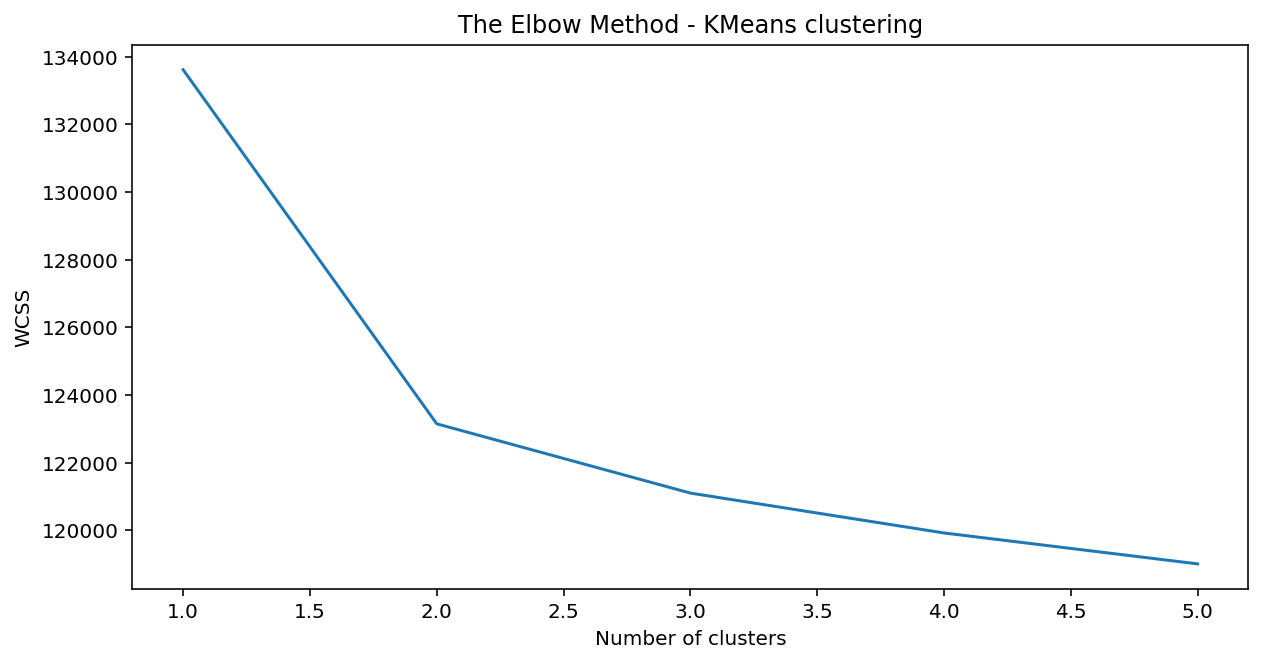 The Elbow Method - KMeans clustering
134000
132000
130000
128000
126000
124000
122000
120000
WCSS
1.0 1.5 2.0 2.5 3.0 3.5 4.0 4.5 5.0
Number of clusters